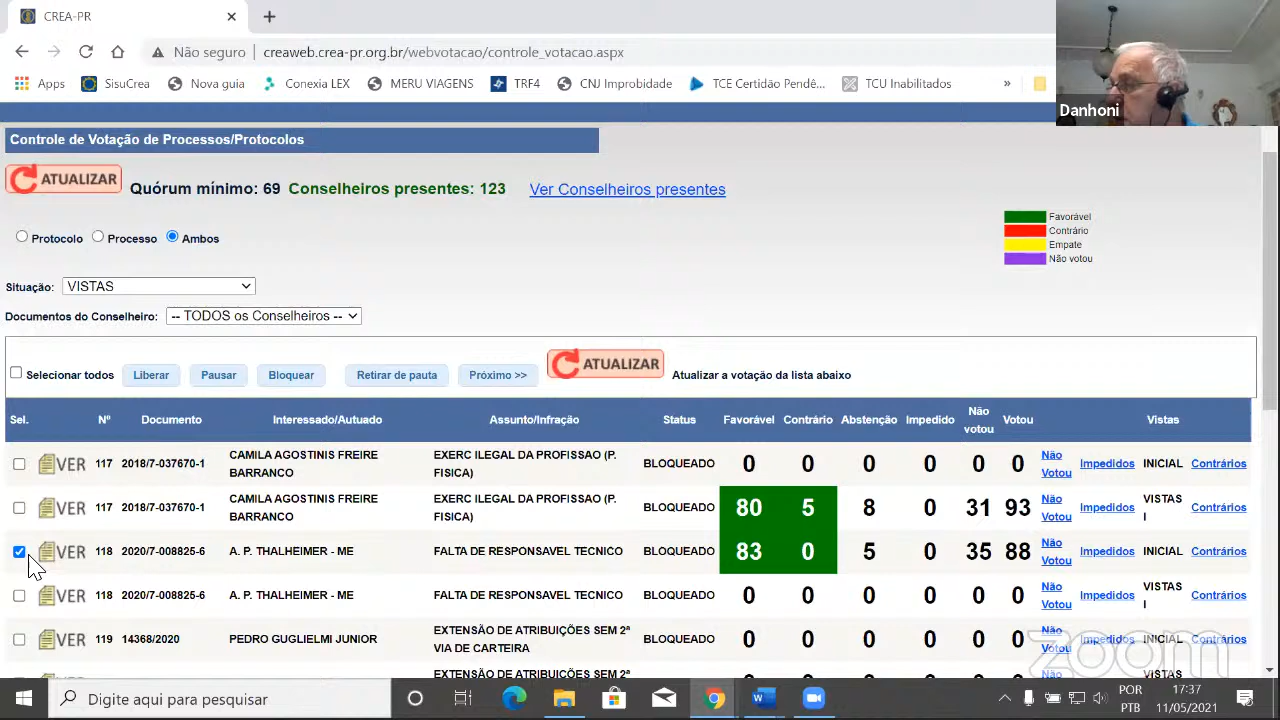 CREA-PR
Não seguro | creaweb.crea-pr.org.br/webvotacao/controle_votacao.aspx
Apps SisuCrea Nova guia Conexia LEX MERU VIAGENS TRF4 CNJ Improbidade TCE Certidão Pendê... TCU Inabilitados »
Danhoni
Controle de Votação de Processos/Protocolos
ATUALIZAR Quórum mínimo: 69 Conselheiros presentes: 123 Ver Conselheiros presentes
Favorável
Contrário
Empate
Não votou
Protocolo Processo Ambos
Situação: VISTAS
Documentos do Conselheiro: -- TODOS os Conselheiros --
Selecionar todos Liberar Pausar Bloquear Retirar de pauta Próximo >> ATUALIZAR Atualizar a votação da lista abaixo
Sel. Nº Documento Interessado/Autuado Assunto/Infração Status Favorável Contrário Abstenção Impedido Não votou Votou Vistas
VER 117 2018/7-037670-1 CAMILA AGOSTINIS FREIRE BARRANCO EXERC ILEGAL DA PROFISSAO (P. FISICA) BLOQUEADO 0 0 0 0 0 0 Não Votou Impedidos INICIAL Contrários
VER 117 2018/7-037670-1 CAMILA AGOSTINIS FREIRE BARRANCO EXERC ILEGAL DA PROFISSAO (P. FISICA) BLOQUEADO 80 5 8 0 31 93 Não Votou Impedidos VISTAS I Contrários
VER 118 2020/7-008825-6 A. P. THALHEIMER - ME FALTA DE RESPONSAVEL TECNICO BLOQUEADO 83 0 5 0 35 88 Não Votou Impedidos INICIAL Contrários
VER 118 2020/7-008825-6 A. P. THALHEIMER - ME FALTA DE RESPONSAVEL TECNICO BLOQUEADO 0 0 0 0 0 0 Não Votou Impedidos VISTAS I Contrários
VER 119 14368/2020 PEDRO GUGLIELMI JUNIOR EXTENSÃO DE ATRIBUIÇÕES SEM 2ª VIA DE CARTEIRA BLOQUEADO 0 0 0 0 0 0 Não Votou Impedidos INICIAL Contrários
EXTENSÃO DE ATRIBUIÇÕES SEM 2ª
zoom
Digite aqui para pesquisar
POR
PTB
17:37
11/05/2021